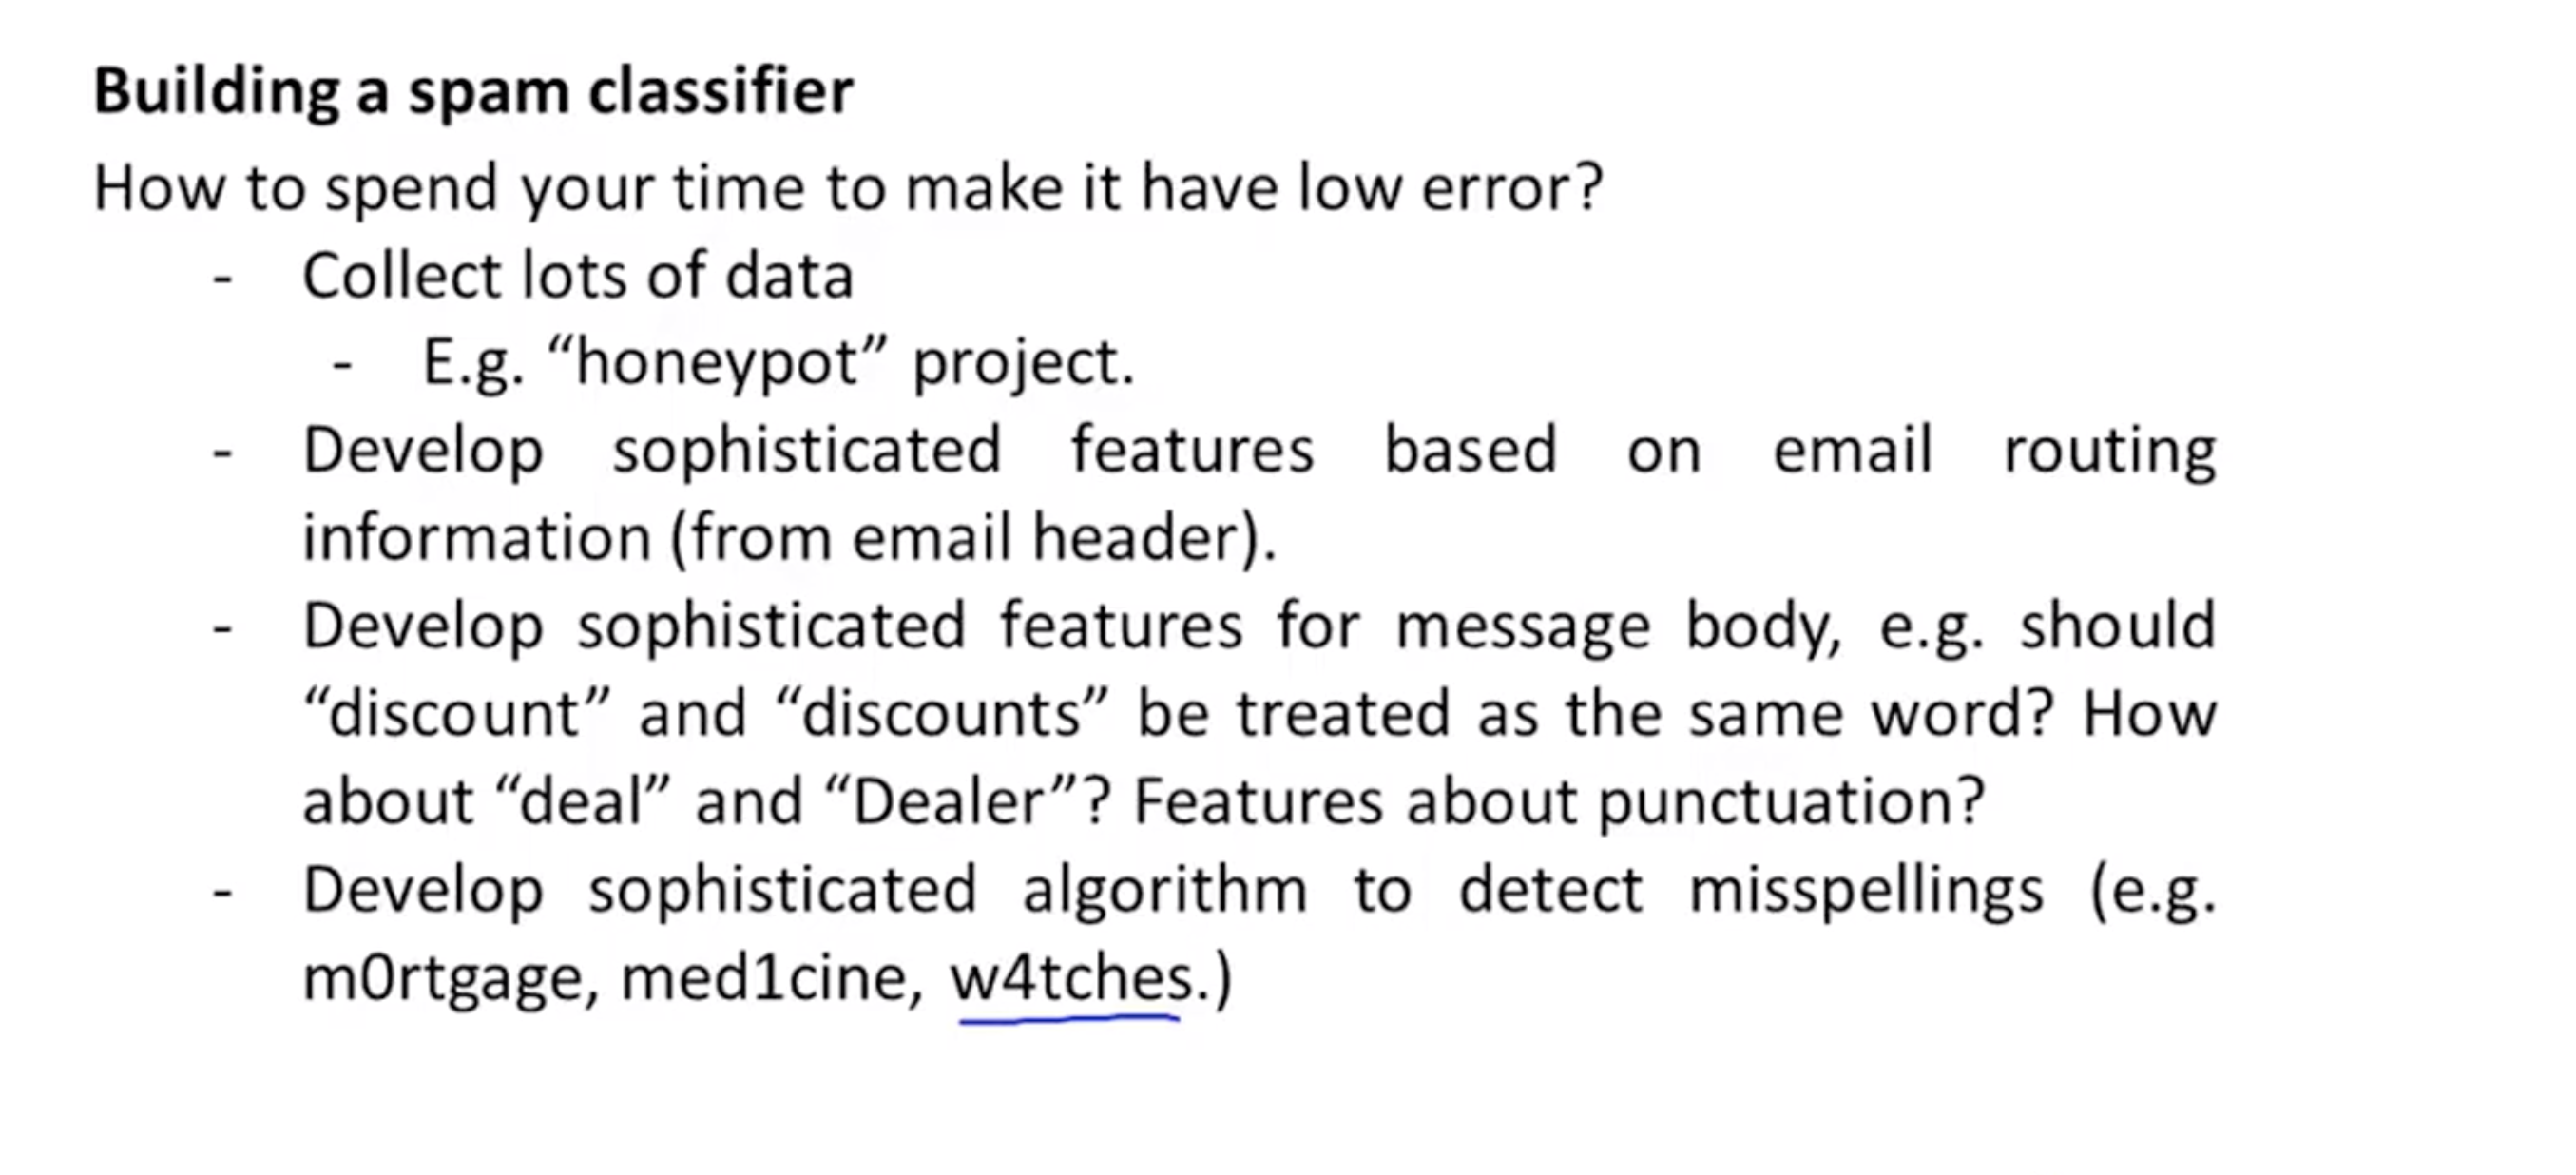 Building a spam classifier
How to spend your time to make it have low error?
- Collect lots of data
- E.g. “honeypot” project.
- Develop sophisticated features based on email routing
information (from email header).
- Develop sophisticated features for message body, e.g. should
“discount” and “discounts” be treated as the same word? How
about “deal” and “Dealer”? Features about punctuation?
- Develop sophisticated algorithm to detect misspellings (e.g.
m0rtgage, med1cine, w4tches.)